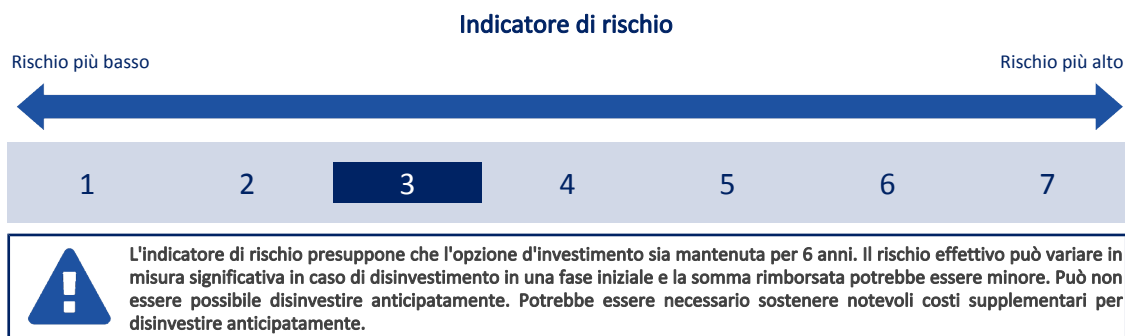 Indicatore di rischio
Rischio più basso
Rischio più alto
1 2 3 4 5 6 7
L'indicatore di rischio presuppone che l'opzione d'investimento sia mantenuta per 6 anni. Il rischio effettivo può variare in
misura significativa in caso di disinvestimento in una fase iniziale e la somma rimborsata potrebbe essere minore. Può non
essere possibile disinvestire anticipatamente. Potrebbe essere necessario sostenere notevoli costi supplementari per
disinvestire anticipatamente.